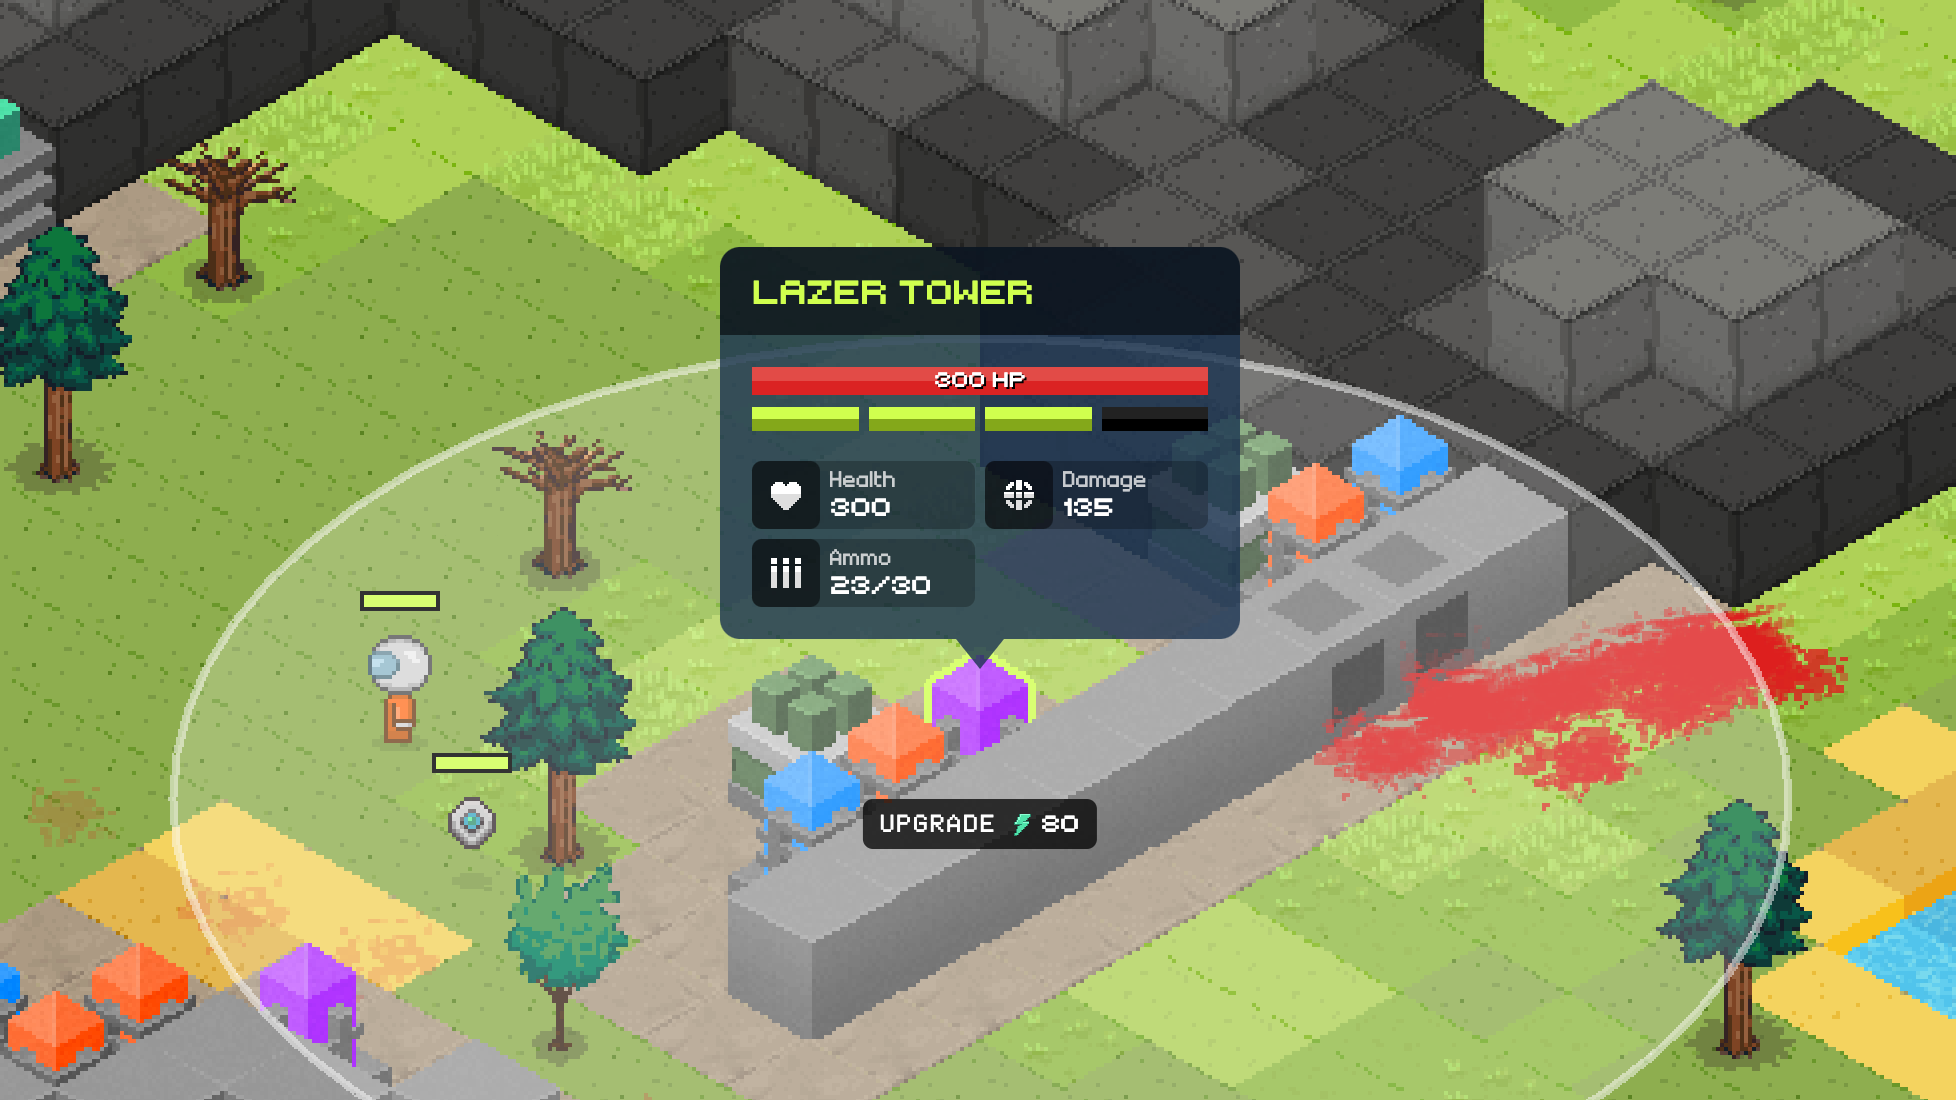 LAZER TOWER
300 HP
Health
300
Damage
135
Ammo
23/30
UPGRADE 80